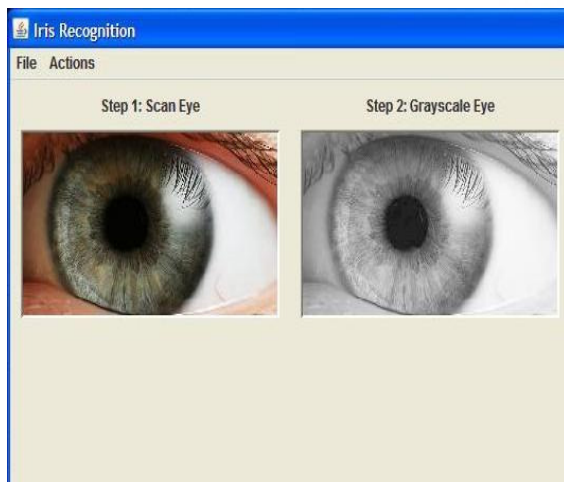 Iris Recognition
File Actions
Step 1: Scan Eye
Step 2: Grayscale Eye